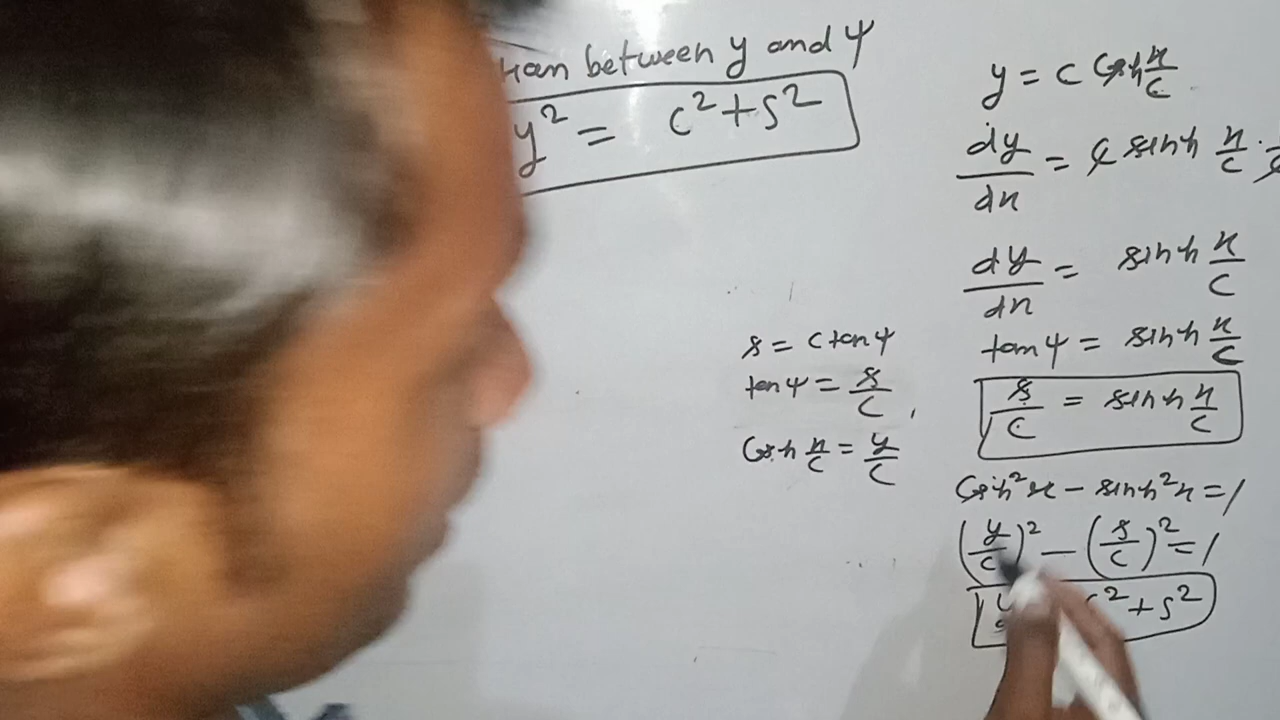 between y and ψ
y² = c² + s²
s = c tan ψ
tan ψ = s/c
Cosh x/c = y/c
y = c Cosh x/c
dy/dx = c sinh x/c ·
dy/dx = sinh x/c
tan ψ = sinh x/c
s/c = sinh x/c
Cosh²x - sinh²x = 1
(y/c)² - (s/c)² = 1
c² + s²